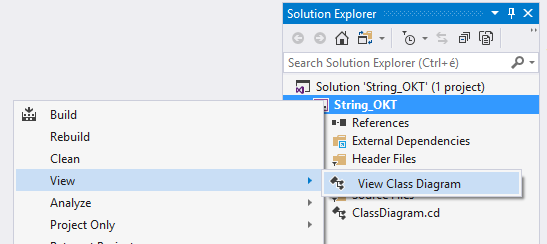 Solution Explorer
Search Solution Explorer (Ctrl+é)
Solution 'String_OKT' (1 project)
String_OKT
References
External Dependencies
Header Files
Source Files
ClassDiagram.cd
Build
Rebuild
Clean
View
Analyze
Project Only
View Class Diagram